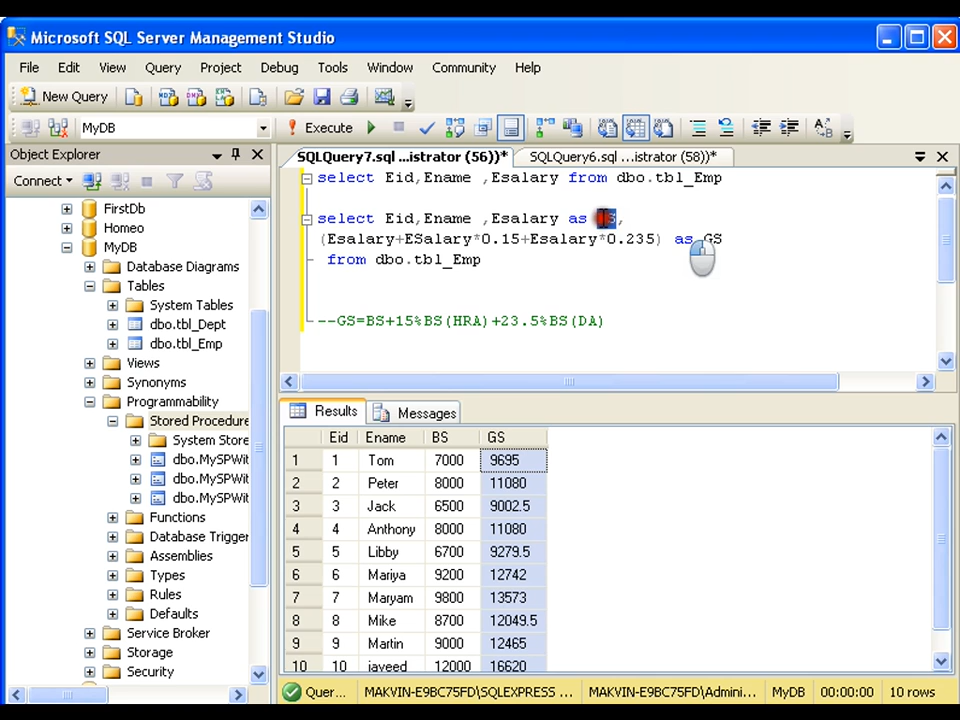 Microsoft SQL Server Management Studio
File Edit View Query Project Debug Tools Window Community Help
New Query
MyDB
Execute
Object Explorer
Connect
FirstDb
Homeo
MyDB
Database Diagrams
Tables
System Tables
dbo.tbl_Dept
dbo.tbl_Emp
Views
Synonyms
Programmability
Stored Procedure
System Store
dbo.MySPWit
dbo.MySPWit
dbo.MySPWit
Functions
Database Trigger
Assemblies
Types
Rules
Defaults
Service Broker
Storage
Security
SQLQuery7.sql ...istrator (56))* SQLQuery6.sql ...istrator (58))*
select Eid,Ename ,Esalary from dbo.tbl_Emp
select Eid,Ename ,Esalary as BS,
(Esalary+ESalary*0.15+Esalary*0.235) as GS
from dbo.tbl_Emp
--GS=BS+15%BS(HRA)+23.5%BS(DA)
Results Messages
Eid Ename BS GS
1 1 Tom 7000 9695
2 2 Peter 8000 11080
3 3 Jack 6500 9002.5
4 4 Anthony 8000 11080
5 5 Libby 6700 9279.5
6 6 Mariya 9200 12742
7 7 Maryam 9800 13573
8 8 Mike 8700 12049.5
9 9 Martin 9000 12465
10 10 javeed 12000 16620
Quer... MAKVIN-E9BC75FD\SQLEXPRESS ... MAKVIN-E9BC75FD\Admini... MyDB 00:00:00 10 rows